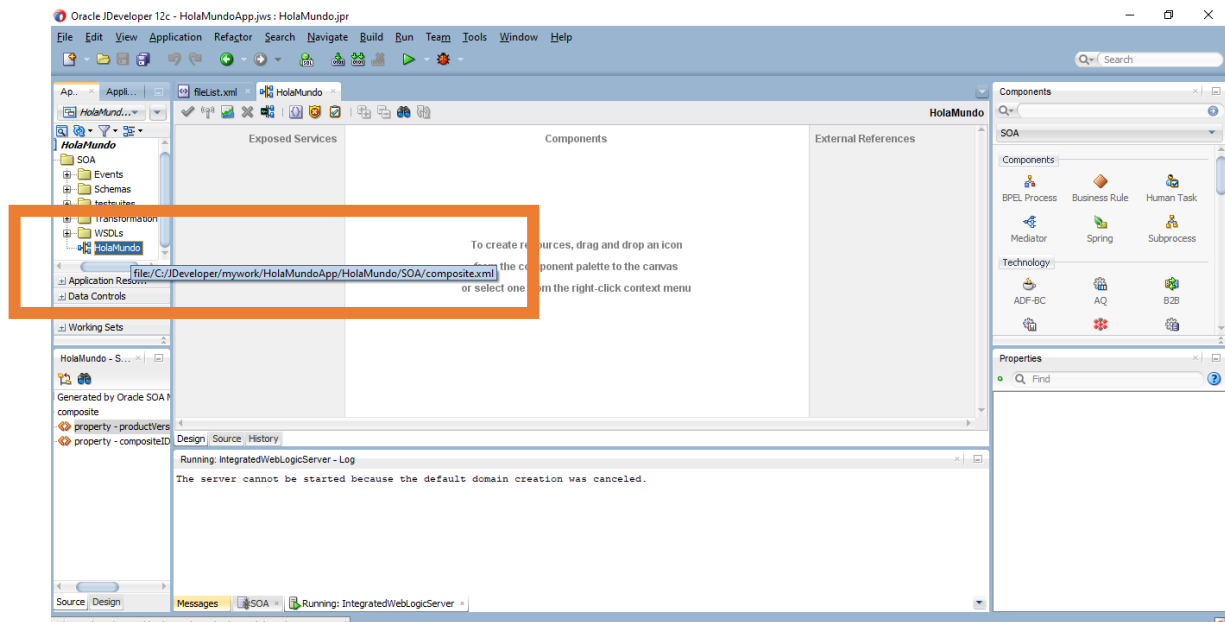 Oracle JDeveloper 12c - HolaMundoApp.jws : HolaMundo.jpr
File Edit View Application Refactor Search Navigate Build Run Team Tools Window Help
Search
Ap.. Appli...
fileList.xml HolaMundo
Components
HolaMund...
HolaMundo
HolaMundo
SOA
Events
Schemas
testsuites
Transformation
WSDLs
HolaMundo
file:/C:/JDeveloper/mywork/HolaMundoApp/HolaMundo/SOA/composite.xml
Application
Data Controls
Working Sets
Exposed Services
Components
External References
To create resources, drag and drop an icon
from the component palette to the canvas
or select one from the right-click context menu
Design Source History
SOA
Components
BPEL Process Business Rule Human Task
Mediator Spring Subprocess
Technology
ADF-BC AQ B2B
HolaMundo - S...
Generated by Oracle SOA M
composite
property - productVers
property - compositeID
Source Design
Running: IntegratedWebLogicServer - Log
The server cannot be started because the default domain creation was canceled.
Messages SOA Running: IntegratedWebLogicServer
Properties
Find